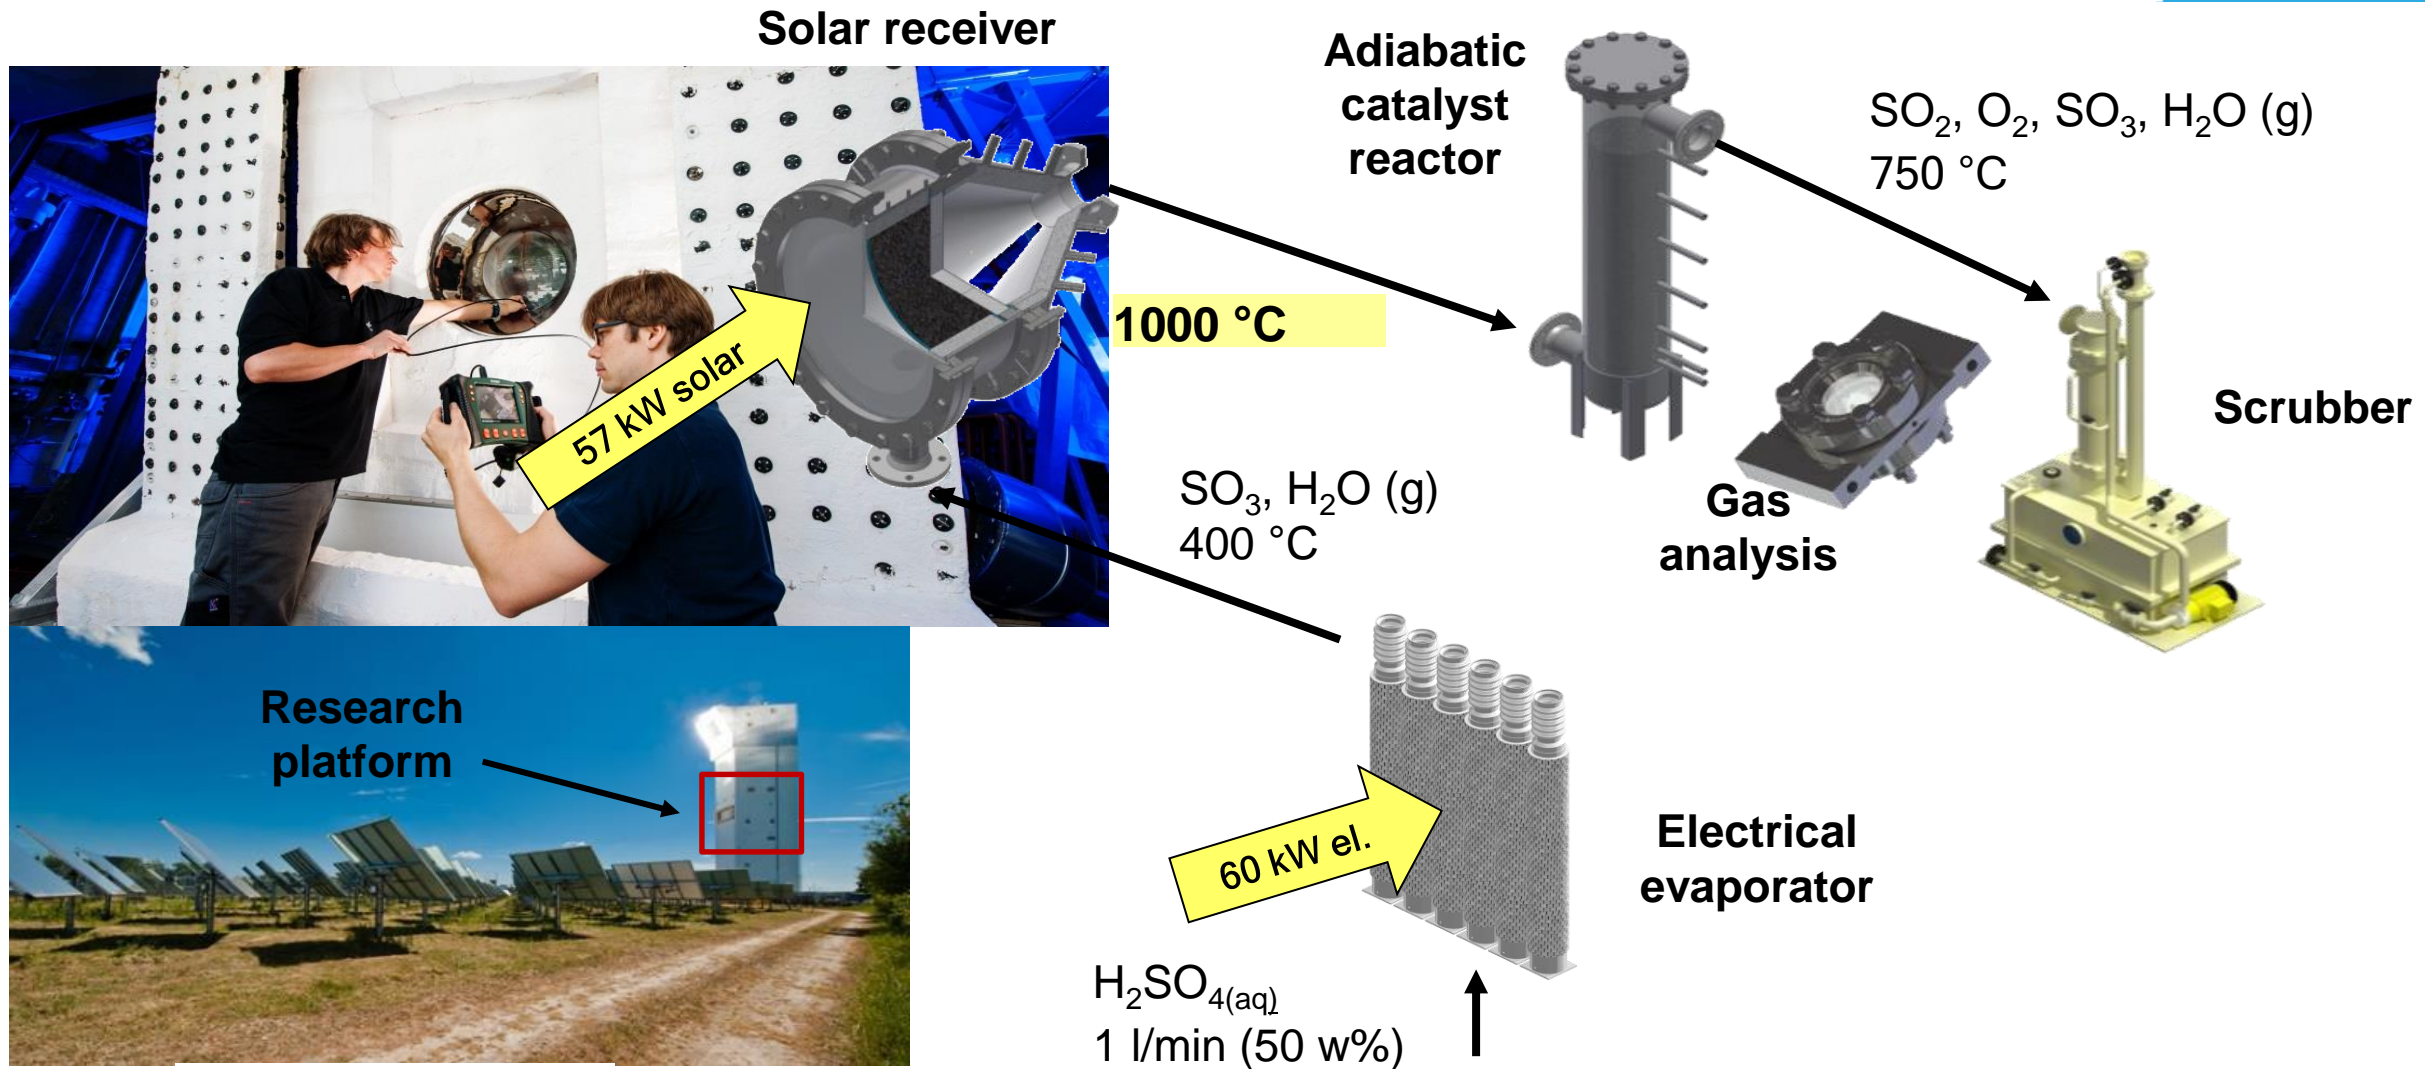 Solar receiver
Adiabatic
catalyst
reactor
SO₂, O₂, SO₃, H₂O (g)
750 °C
1000 °C
57 kW solar
Scrubber
SO₃, H₂O (g)
400 °C
Gas
analysis
Research
platform
60 kW el.
Electrical
evaporator
H₂SO₄₍aq₎
1 l/min (50 w%)